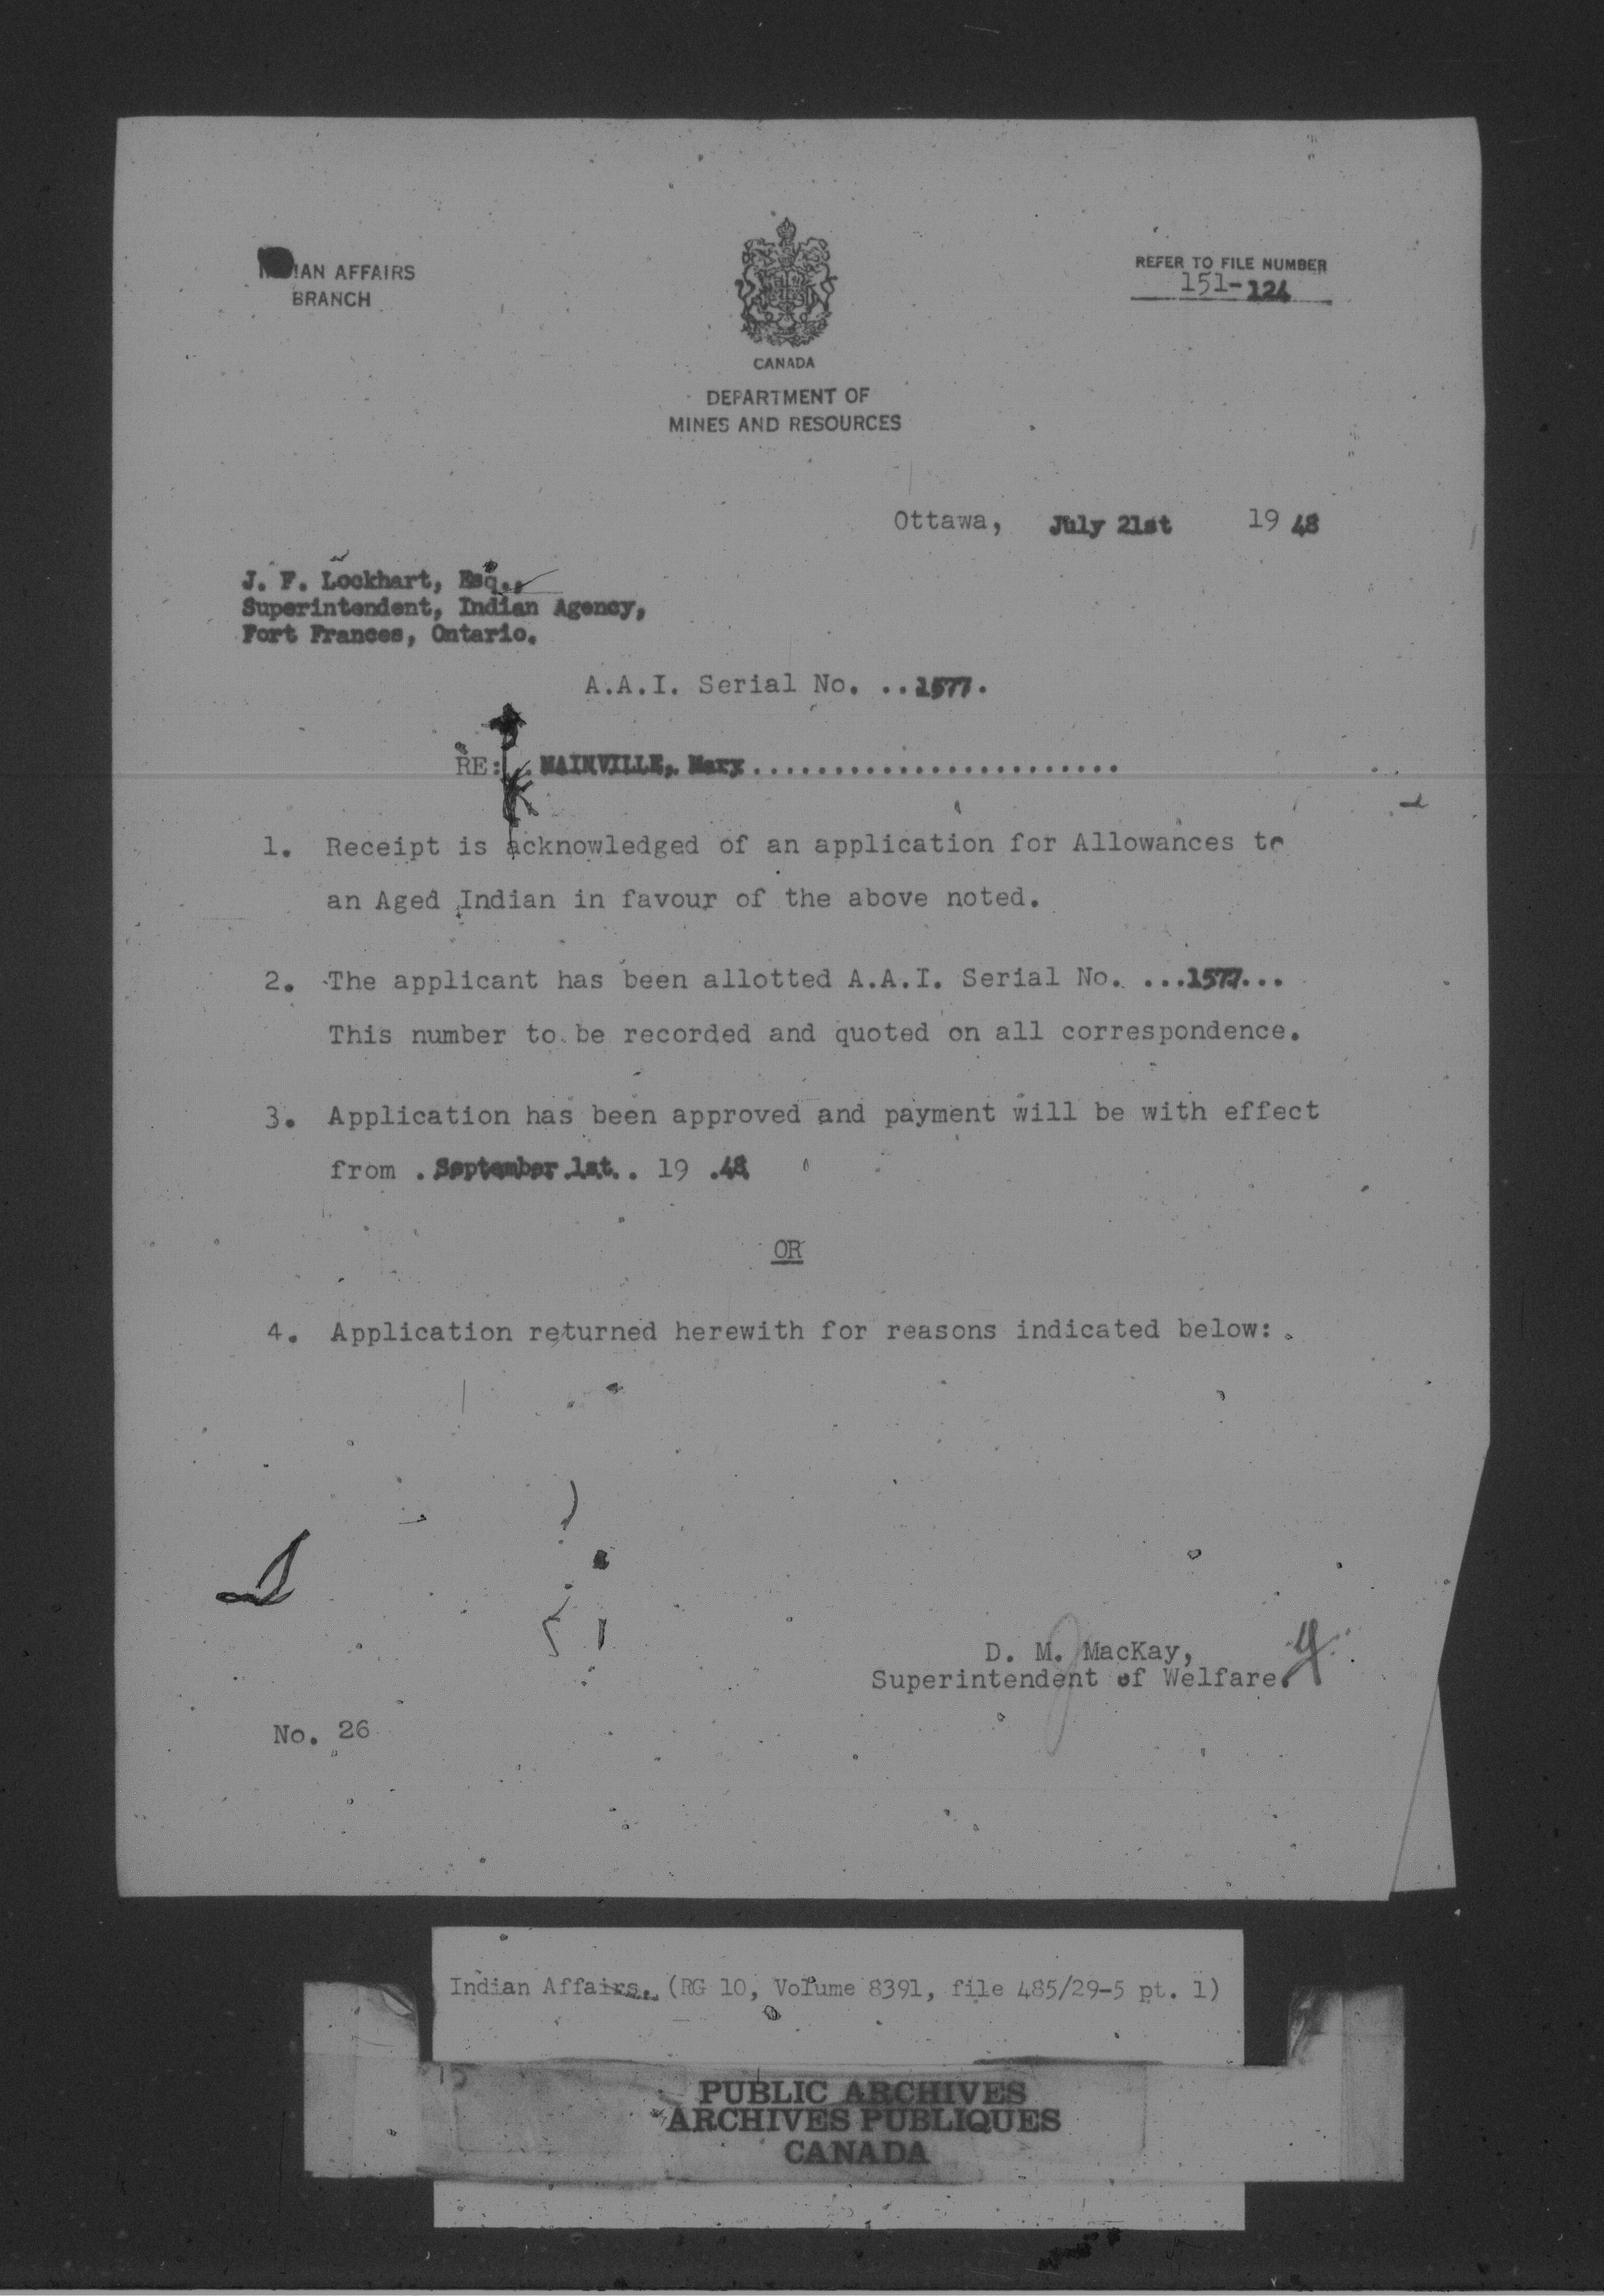 INDIAN AFFAIRS
BRANCH
CANADA
DEPARTMENT OF
MINES AND RESOURCES
REFER TO FILE NUMBER
151-124
Ottawa, July 21st 19 48
J. F. Lockhart, Esq.,
Superintendent, Indian Agency,
Fort Frances, Ontario.
A.A.I. Serial No. ..1577.
RE: . MAINVILLE, Mary........................
1. Receipt is acknowledged of an application for Allowances to
an Aged Indian in favour of the above noted.
2. The applicant has been allotted A.A.I. Serial No. ...1577...
This number to be recorded and quoted on all correspondence.
3. Application has been approved and payment will be with effect
from . September 1st. . 19 .48
OR
4. Application returned herewith for reasons indicated below:
D. M. MacKay,
Superintendent of Welfare.
No. 26
Indian Affairs. (RG 10, Volume 8391, file 485/29-5 pt. 1)
PUBLIC ARCHIVES
ARCHIVES PUBLIQUES
CANADA